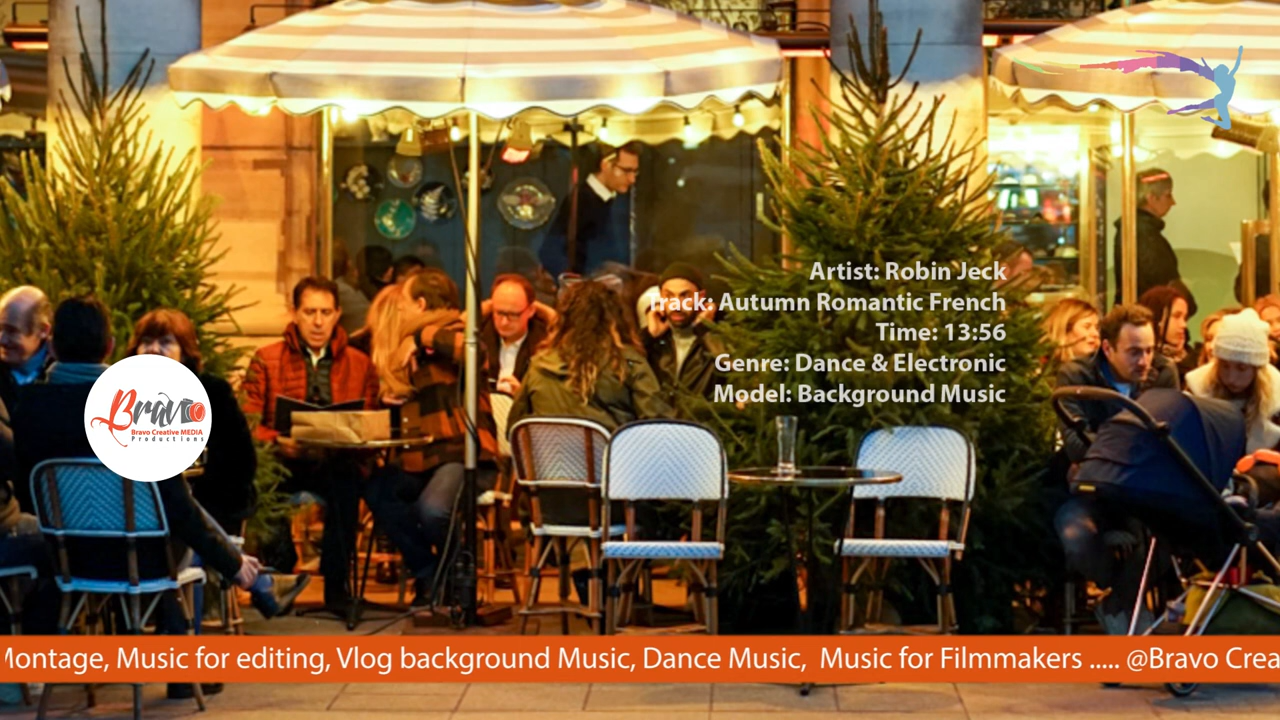 Artist: Robin Jeck
Track: Autumn Romantic French
Time: 13:56
Genre: Dance & Electronic
Model: Background Music
Bravo
Bravo Creative MEDIA
Productions
Montage, Music for editing, Vlog background Music, Dance Music, Music for Filmmakers ..... @Bravo Crea